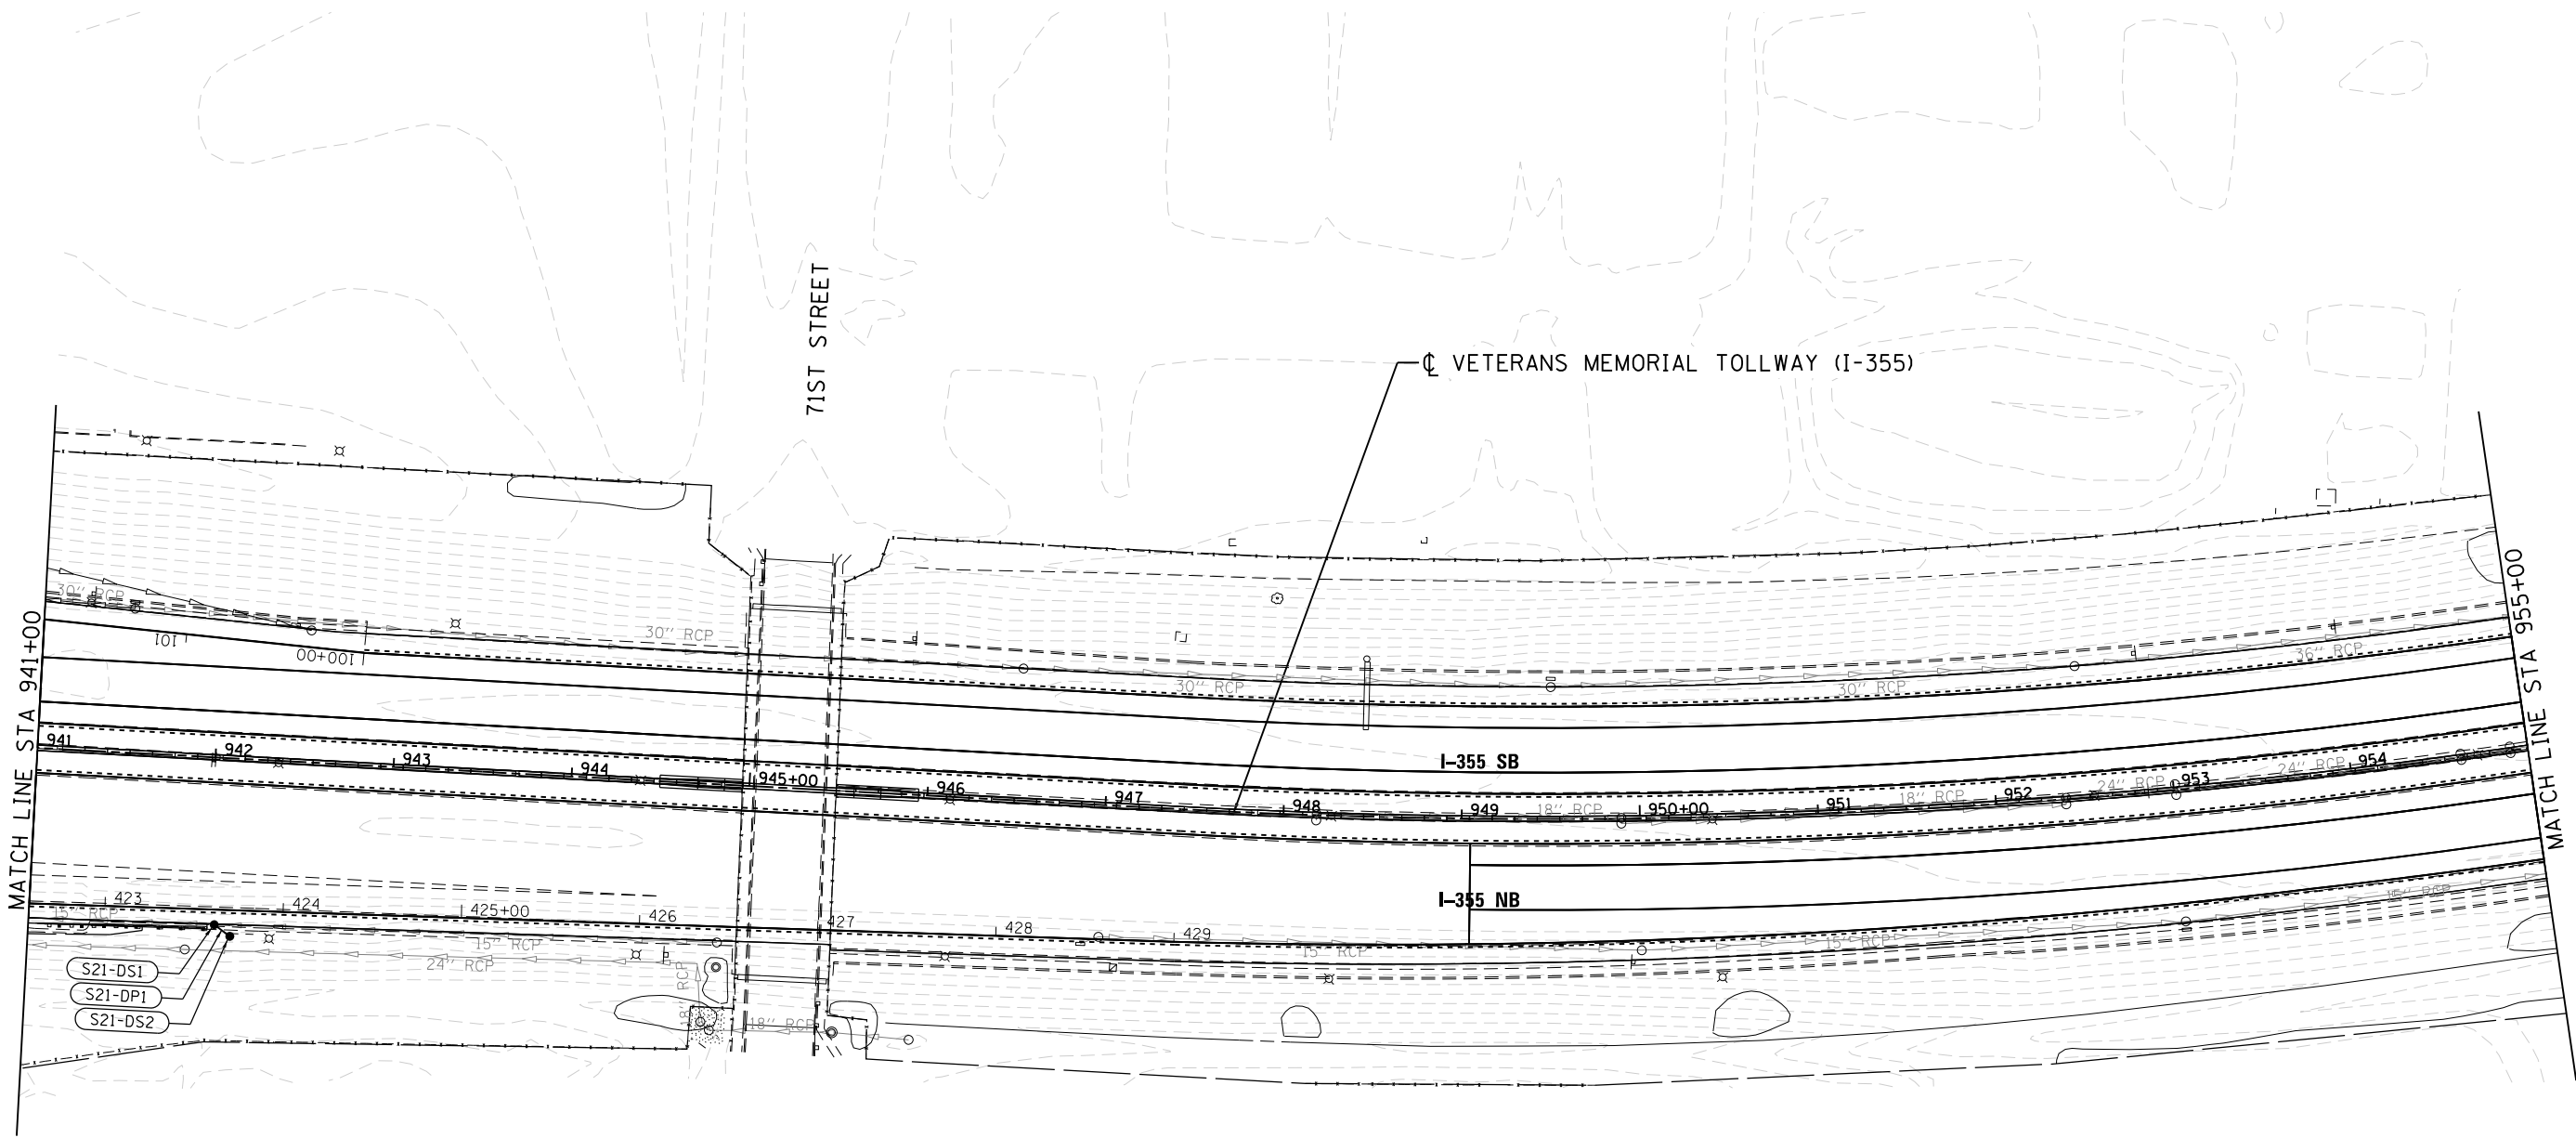 71ST STREET
℄ VETERANS MEMORIAL TOLLWAY (I-355)
MATCH LINE STA 941+00
MATCH LINE STA 955+00
30'' RCP
101
100+00
30'' RCP
30'' RCP
30'' RCP
36'' RCP
I-355 SB
941
942
943
944
945+00
946
947
948
949
18'' RCP
950+00
951
18'' RCP
952
24'' RCP
953
24'' RCP
954
I-355 NB
15'' RCP
423
424
425+00
426
427
428
429
15'' RCP
24'' RCP
18'' RCP
18'' RCP
15'' RCP
15'' RCP
15'' RCP
S21-DS1
S21-DP1
S21-DS2